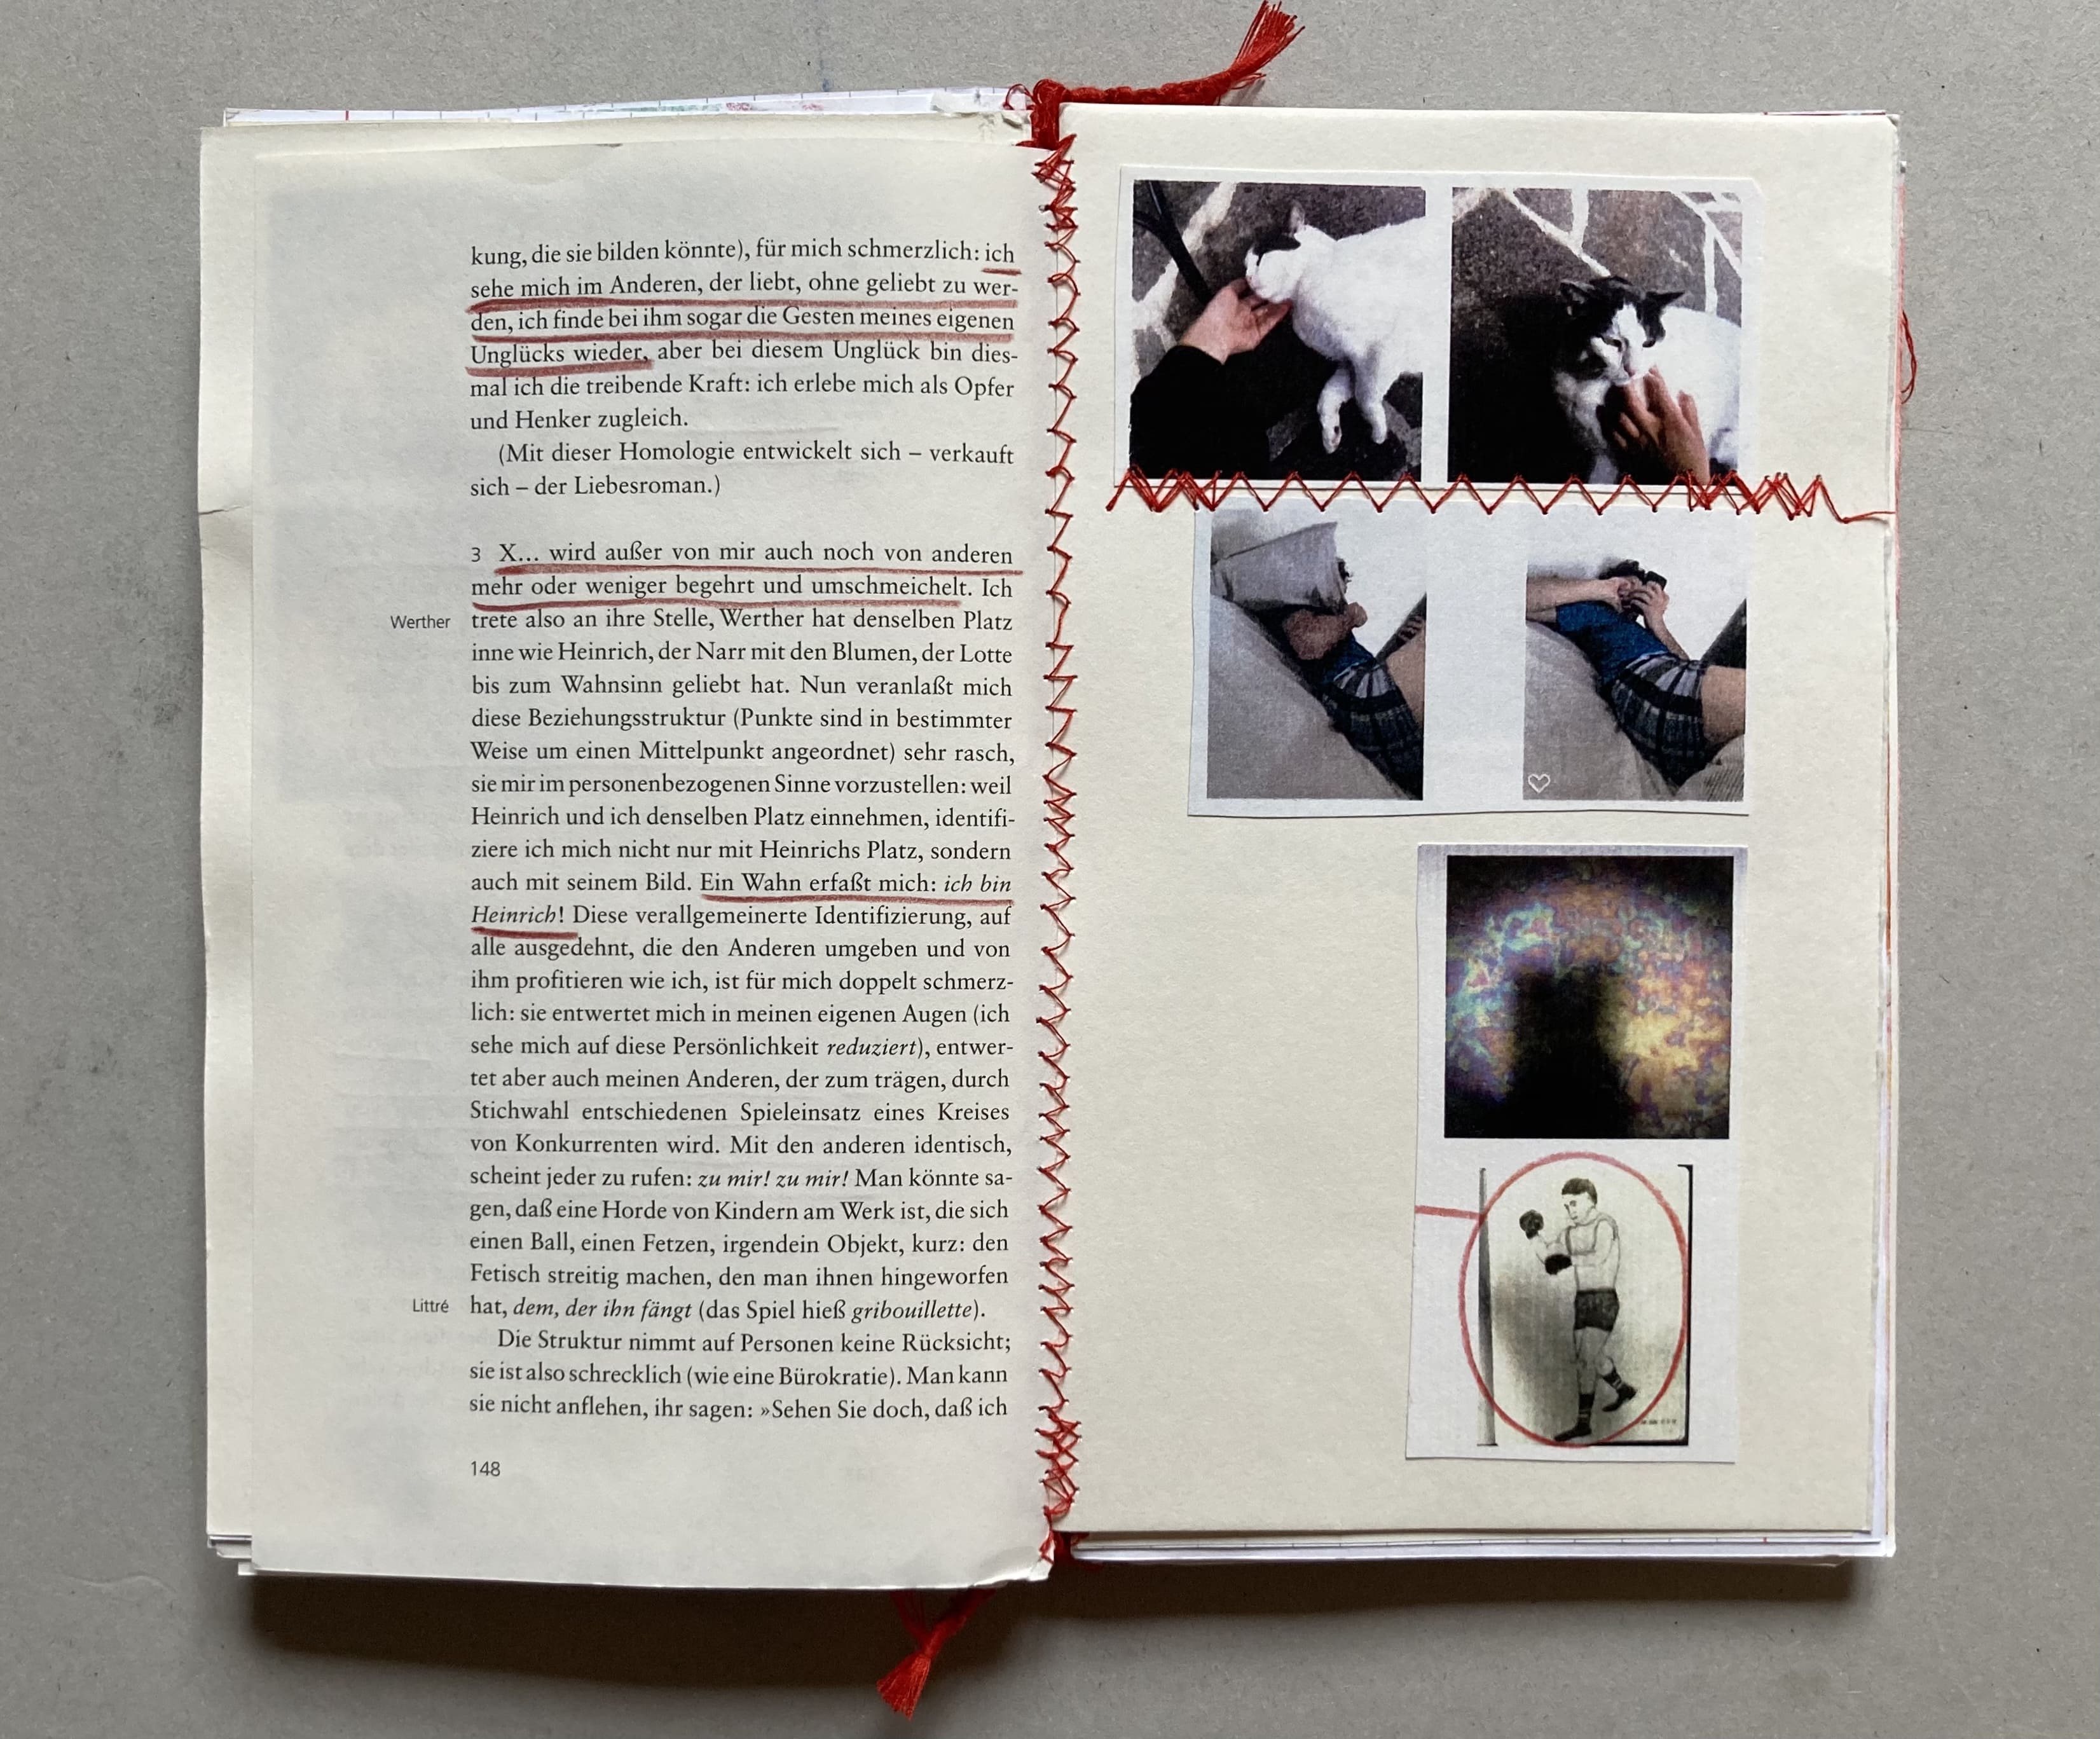 kung, die sie bilden könnte), für mich schmerzlich: ich
sehe mich im Anderen, der liebt, ohne geliebt zu wer-
den, ich finde bei ihm sogar die Gesten meines eigenen
Unglücks wieder, aber bei diesem Unglück bin dies-
mal ich die treibende Kraft: ich erlebe mich als Opfer
und Henker zugleich.
(Mit dieser Homologie entwickelt sich – verkauft
sich – der Liebesroman.)
3 X... wird außer von mir auch noch von anderen
mehr oder weniger begehrt und umschmeichelt. Ich
Werther trete also an ihre Stelle, Werther hat denselben Platz
inne wie Heinrich, der Narr mit den Blumen, der Lotte
bis zum Wahnsinn geliebt hat. Nun veranlaßt mich
diese Beziehungsstruktur (Punkte sind in bestimmter
Weise um einen Mittelpunkt angeordnet) sehr rasch,
sie mir im personenbezogenen Sinne vorzustellen: weil
Heinrich und ich denselben Platz einnehmen, identifi-
ziere ich mich nicht nur mit Heinrichs Platz, sondern
auch mit seinem Bild. Ein Wahn erfaßt mich: ich bin
Heinrich! Diese verallgemeinerte Identifizierung, auf
alle ausgedehnt, die den Anderen umgeben und von
ihm profitieren wie ich, ist für mich doppelt schmerz-
lich: sie entwertet mich in meinen eigenen Augen (ich
sehe mich auf diese Persönlichkeit reduziert), entwer-
tet aber auch meinen Anderen, der zum trägen, durch
Stichwahl entschiedenen Spieleinsatz eines Kreises
von Konkurrenten wird. Mit den anderen identisch,
scheint jeder zu rufen: zu mir! zu mir! Man könnte sa-
gen, daß eine Horde von Kindern am Werk ist, die sich
einen Ball, einen Fetzen, irgendein Objekt, kurz: den
Fetisch streitig machen, den man ihnen hingeworfen
Littré hat, dem, der ihn fängt (das Spiel hieß gribouillette).
Die Struktur nimmt auf Personen keine Rücksicht;
sie ist also schrecklich (wie eine Bürokratie). Man kann
sie nicht anflehen, ihr sagen: »Sehen Sie doch, daß ich
148